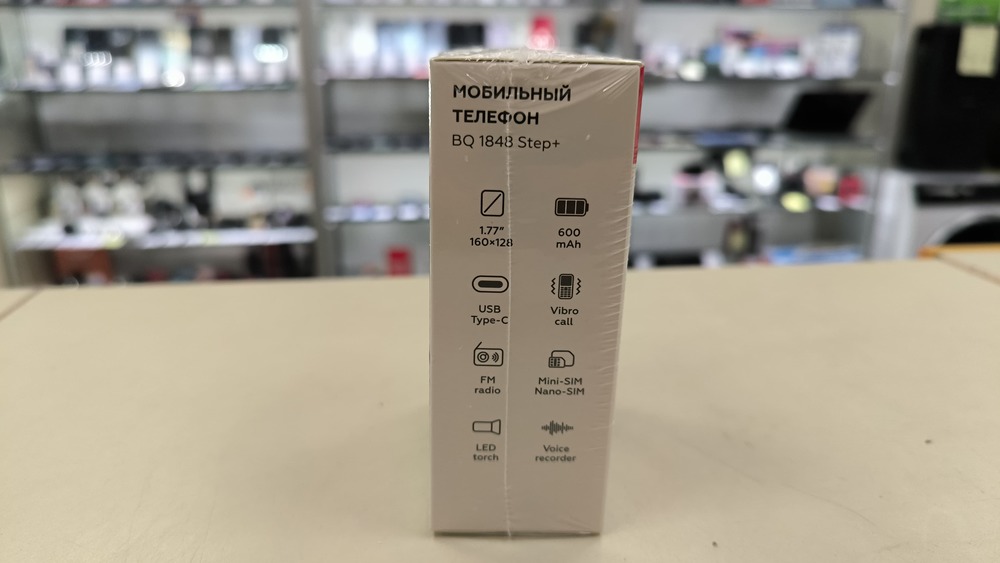 МОБИЛЬНЫЙ
ТЕЛЕФОН
BQ 1848 Step+
1.77"
160×128
600
mAh
USB
Type-C
Vibro
call
FM
radio
Mini-SIM
Nano-SIM
LED
torch
Voice
recorder